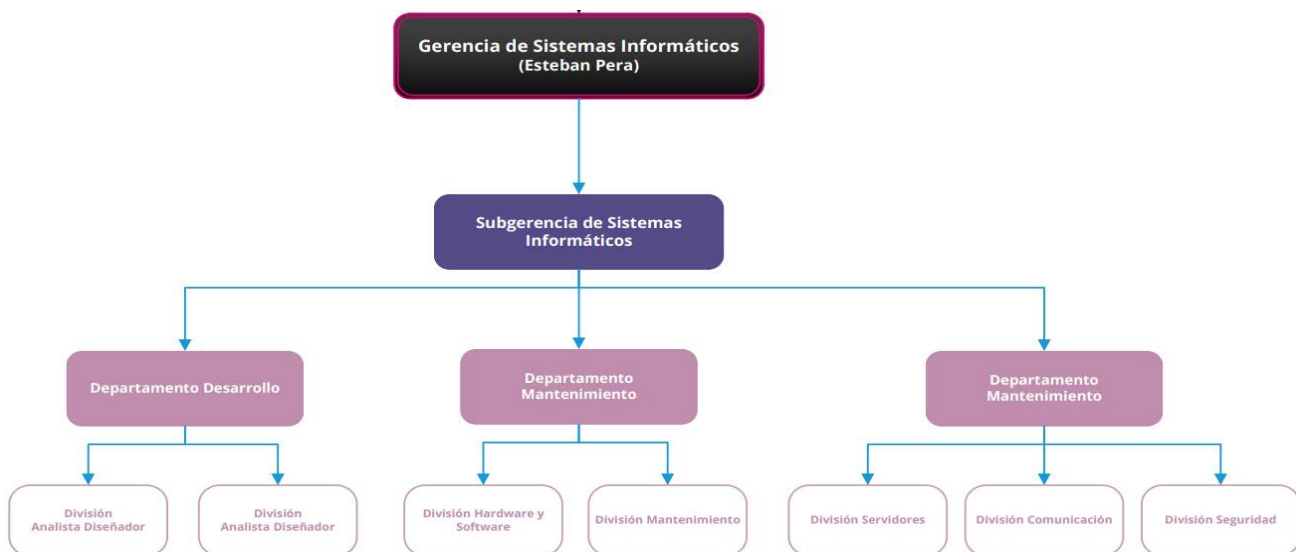 Gerencia de Sistemas Informáticos
(Esteban Pera)
Subgerencia de Sistemas
Informáticos
Departamento Desarrollo
Departamento
Mantenimiento
Departamento
Mantenimiento
División
Analista Diseñador
División
Analista Diseñador
División Hardware y
Software
División Mantenimiento
División Servidores
División Comunicación
División Seguridad